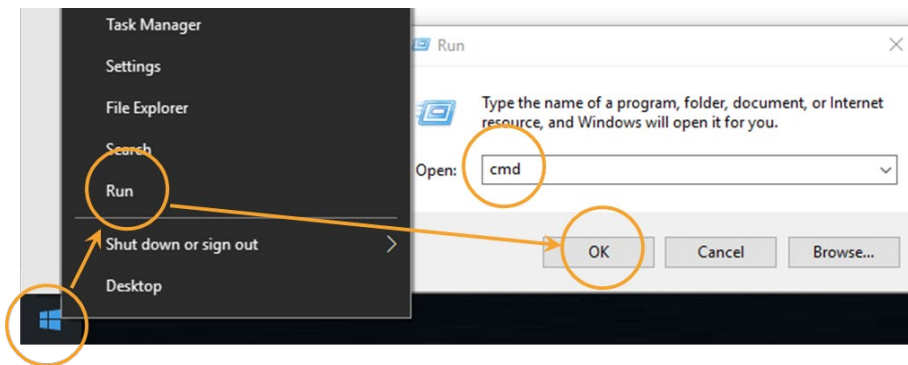 Task Manager
Settings
File Explorer
Search
Run
Shut down or sign out
Desktop
Run
Type the name of a program, folder, document, or Internet
resource, and Windows will open it for you.
Open:
cmd
OK
Cancel
Browse...